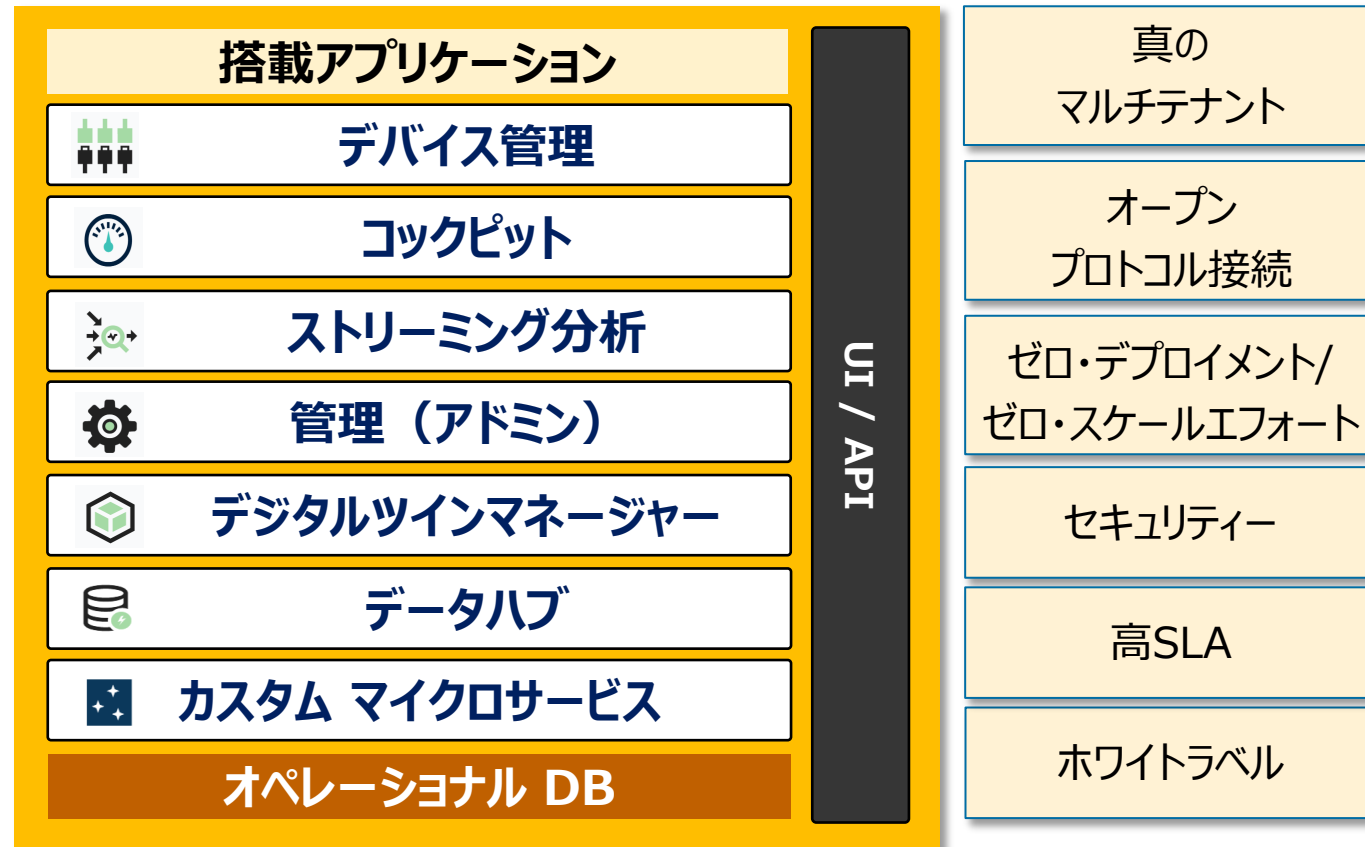 搭載アプリケーション
デバイス管理
コックピット
ストリーミング分析
管理（アドミン）
デジタルツインマネージャー
データハブ
カスタム マイクロサービス
オペレーショナル DB
UI / API
真の
マルチテナント
オープン
プロトコル接続
ゼロ・デプロイメント/
ゼロ・スケールエフォート
セキュリティー
高SLA
ホワイトラベル